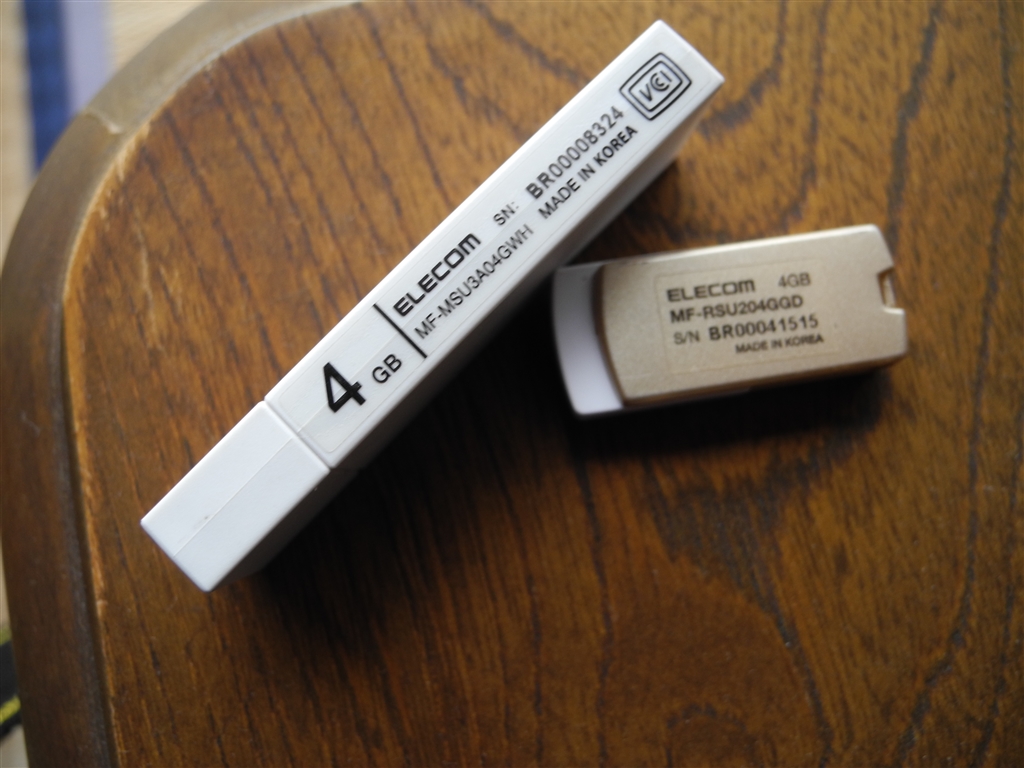 4 GB
ELECOM SN: BR00008324
MF-MSU3A04GWH MADE IN KOREA
VCI
ELECOM 4GB
MF-RSU204GGD
S/N BR00041515
MADE IN KOREA